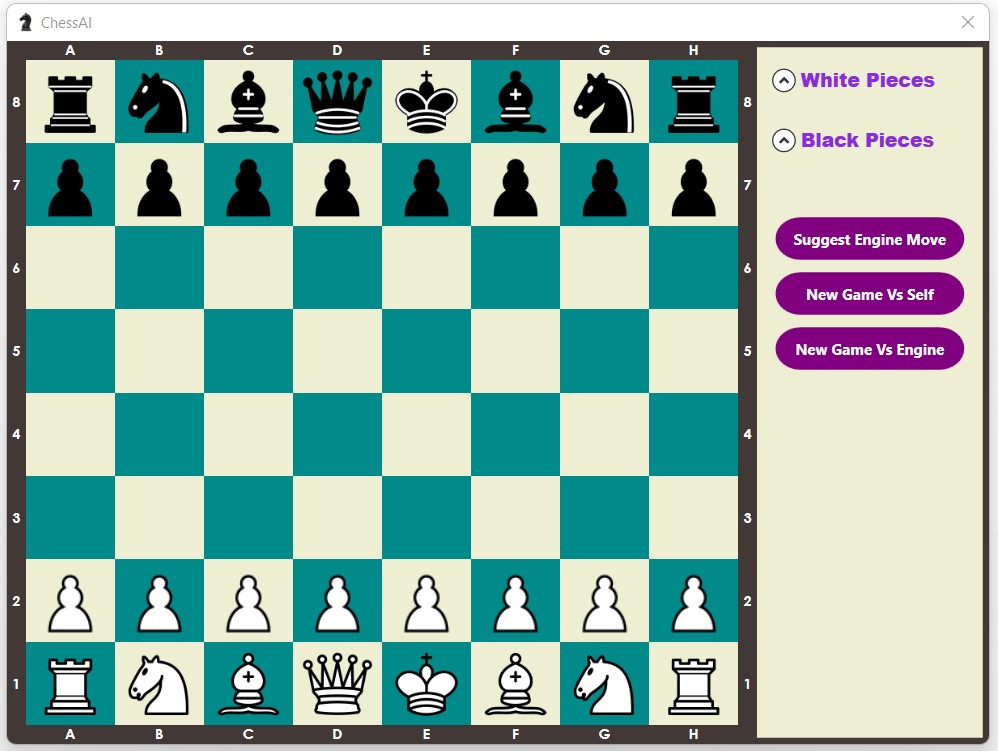 ChessAI
A B C D E F G H
8 8
7 7
6 6
5 5
4 4
3 3
2 2
1 1
A B C D E F G H
White Pieces
Black Pieces
Suggest Engine Move
New Game Vs Self
New Game Vs Engine